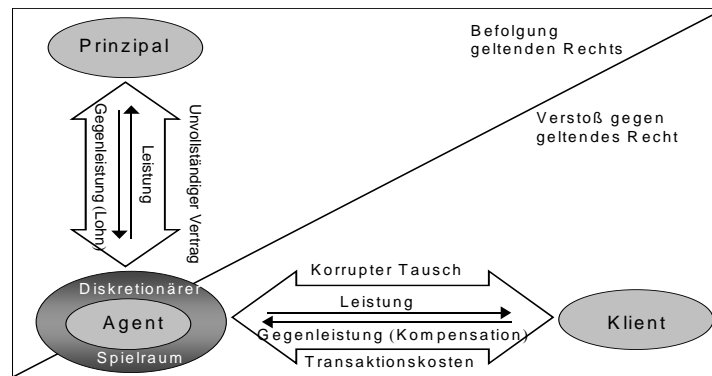 Prinzipal
Befolgung
geltenden Rechts
Verstoß gegen
geltendes Recht
Gegenleistung (Lohn)
Leistung
Unvollständiger Vertrag
Diskretionärer
Agent
Spielraum
Korrupter Tausch
Leistung
Gegenleistung (Kompensation)
Transaktionskosten
Klient